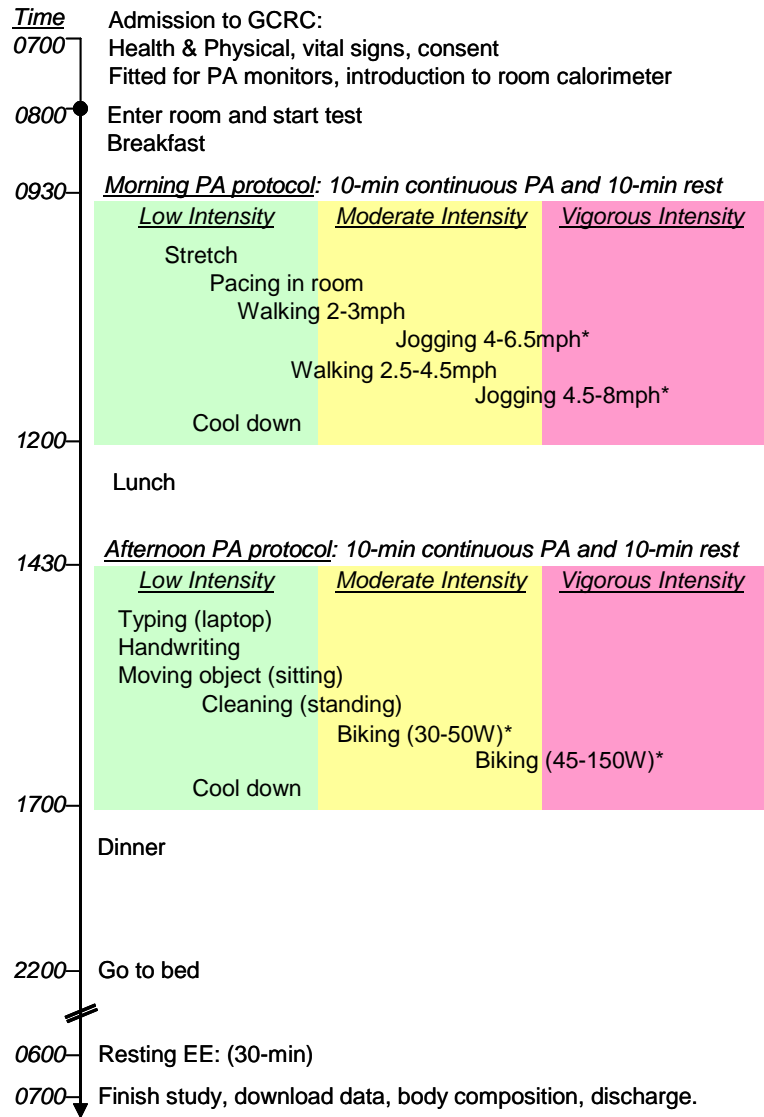 Time
Admission to GCRC:
0700
Health & Physical, vital signs, consent
Fitted for PA monitors, introduction to room calorimeter
0800
Enter room and start test
Breakfast
0930
Morning PA protocol: 10-min continuous PA and 10-min rest
Low Intensity Moderate Intensity Vigorous Intensity
Stretch
Pacing in room
Walking 2-3mph
Jogging 4-6.5mph*
Walking 2.5-4.5mph
Jogging 4.5-8mph*
Cool down
1200
Lunch
Afternoon PA protocol: 10-min continuous PA and 10-min rest
1430
Low Intensity Moderate Intensity Vigorous Intensity
Typing (laptop)
Handwriting
Moving object (sitting)
Cleaning (standing)
Biking (30-50W)*
Biking (45-150W)*
Cool down
1700
Dinner
2200 Go to bed
0600 Resting EE: (30-min)
0700 Finish study, download data, body composition, discharge.